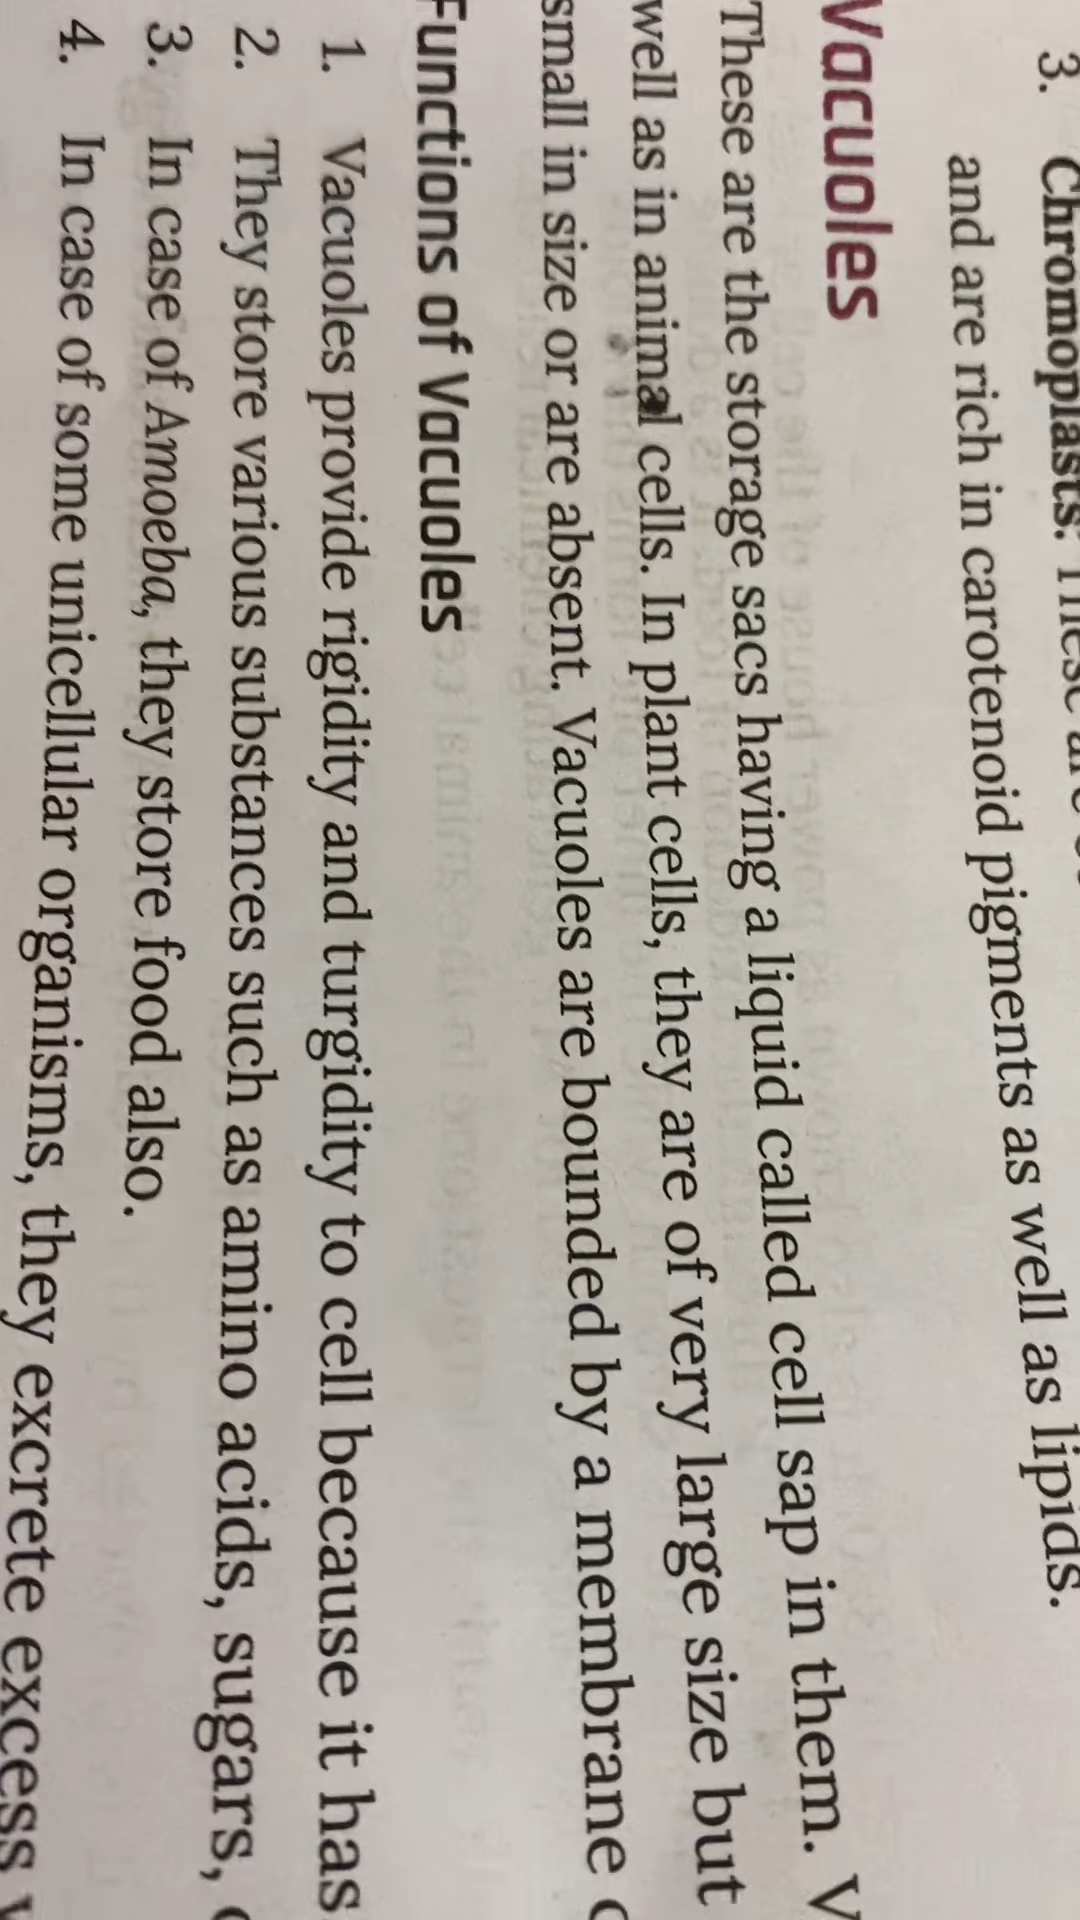 3. Chromoplasts: These are
and are rich in carotenoid pigments as well as lipids.
Vacuoles
These are the storage sacs having a liquid called cell sap in them. V
well as in animal cells. In plant cells, they are of very large size but
small in size or are absent. Vacuoles are bounded by a membrane
Functions of Vacuoles
1. Vacuoles provide rigidity and turgidity to cell because it has
2. They store various substances such as amino acids, sugars,
3. In case of Amoeba, they store food also.
4. In case of some unicellular organisms, they excrete excess